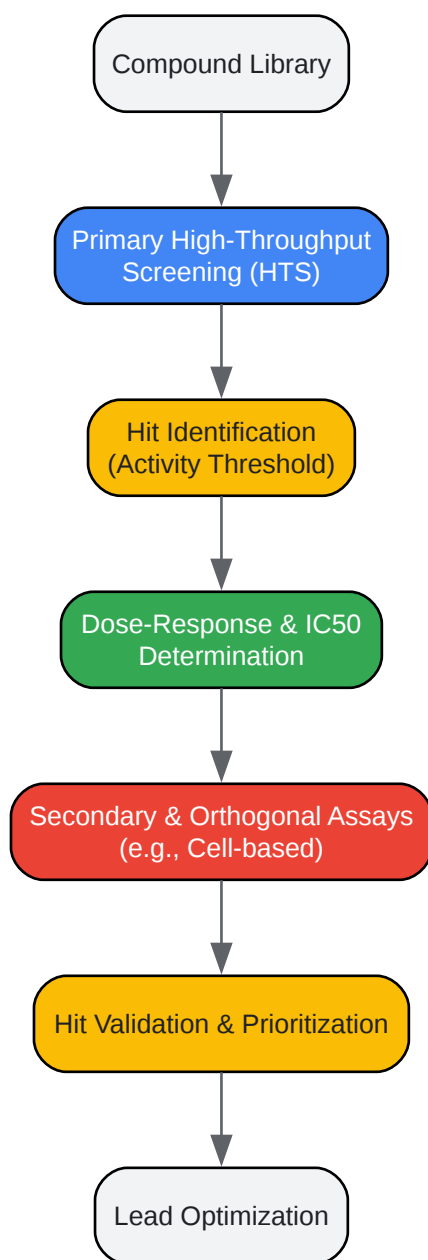 Compound Library
Primary High-Throughput
Screening (HTS)
Hit Identification
(Activity Threshold)
Dose-Response & IC50
Determination
Secondary & Orthogonal Assays
(e.g., Cell-based)
Hit Validation & Prioritization
Lead Optimization